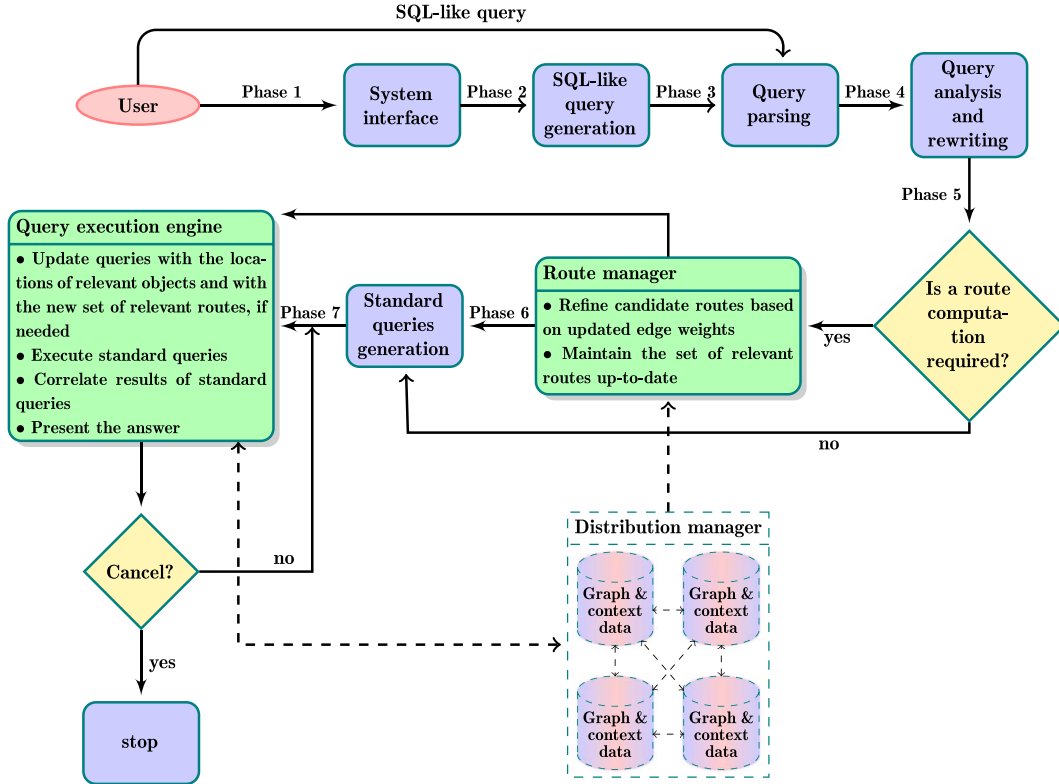 SQL-like query
User
Phase 1
System
interface
Phase 2
SQL-like
query
generation
Phase 3
Query
parsing
Phase 4
Query
analysis
and
rewriting
Phase 5
Is a route
computa-
tion
required?
yes
no
Route manager
● Refine candidate routes based
on updated edge weights
● Maintain the set of relevant
routes up-to-date
Phase 6
Standard
queries
generation
Phase 7
Query execution engine
● Update queries with the loca-
tions of relevant objects and with
the new set of relevant routes, if
needed
● Execute standard queries
● Correlate results of standard
queries
● Present the answer
Cancel?
no
yes
stop
Distribution manager
Graph &
context
data
Graph &
context
data
Graph &
context
data
Graph &
context
data